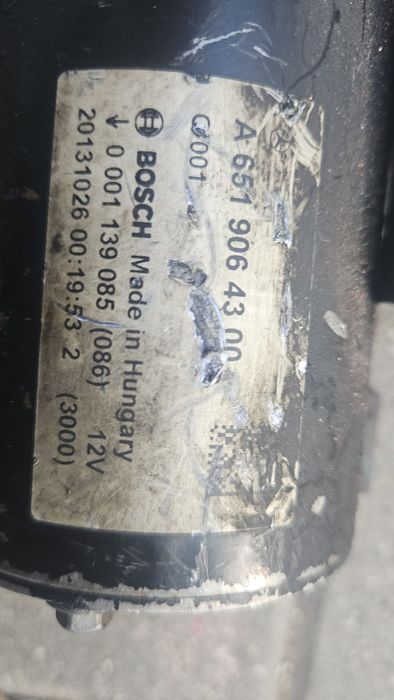 A 651 906 43 00
001
BOSCH Made in Hungary
0 001 139 085 (086) 12V
20131026 00:19:53 2 (3000)